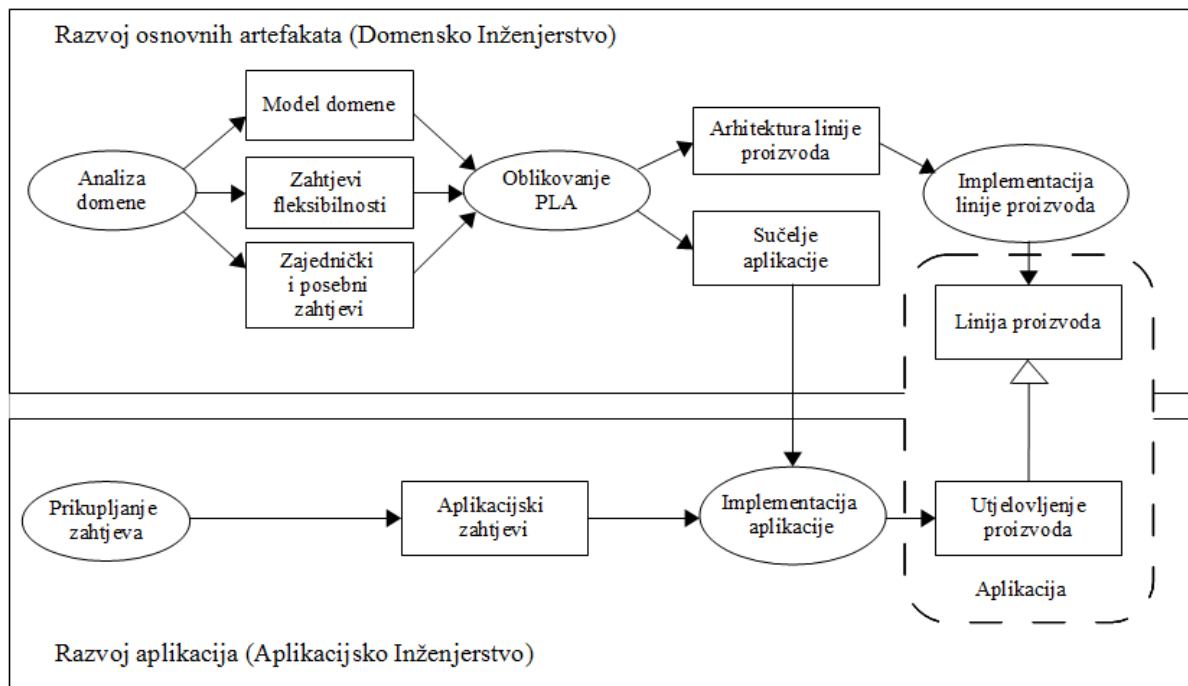 Razvoj osnovnih artefakata (Domensko Inženjerstvo)
Model domene
Analiza
domene
Zahtjevi
fleksibilnosti
Zajednički
i posebni
zahtjevi
Oblikovanje
PLA
Arhitektura linije
proizvoda
Sučelje
aplikacije
Implementacija
linije proizvoda
Linija proizvoda
Prikupljanje
zahtjeva
Aplikacijski
zahtjevi
Implementacija
aplikacije
Utjelovljenje
proizvoda
Aplikacija
Razvoj aplikacija (Aplikacijsko Inženjerstvo)